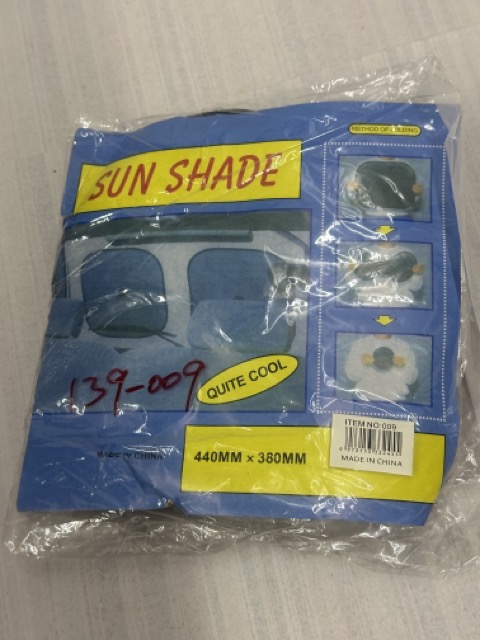 METHOD OF FOLDING
SUN SHADE
139-009
QUITE COOL
ITEM NO:009
MADE IN CHINA
MADE IN CHINA
440MM x 380MM